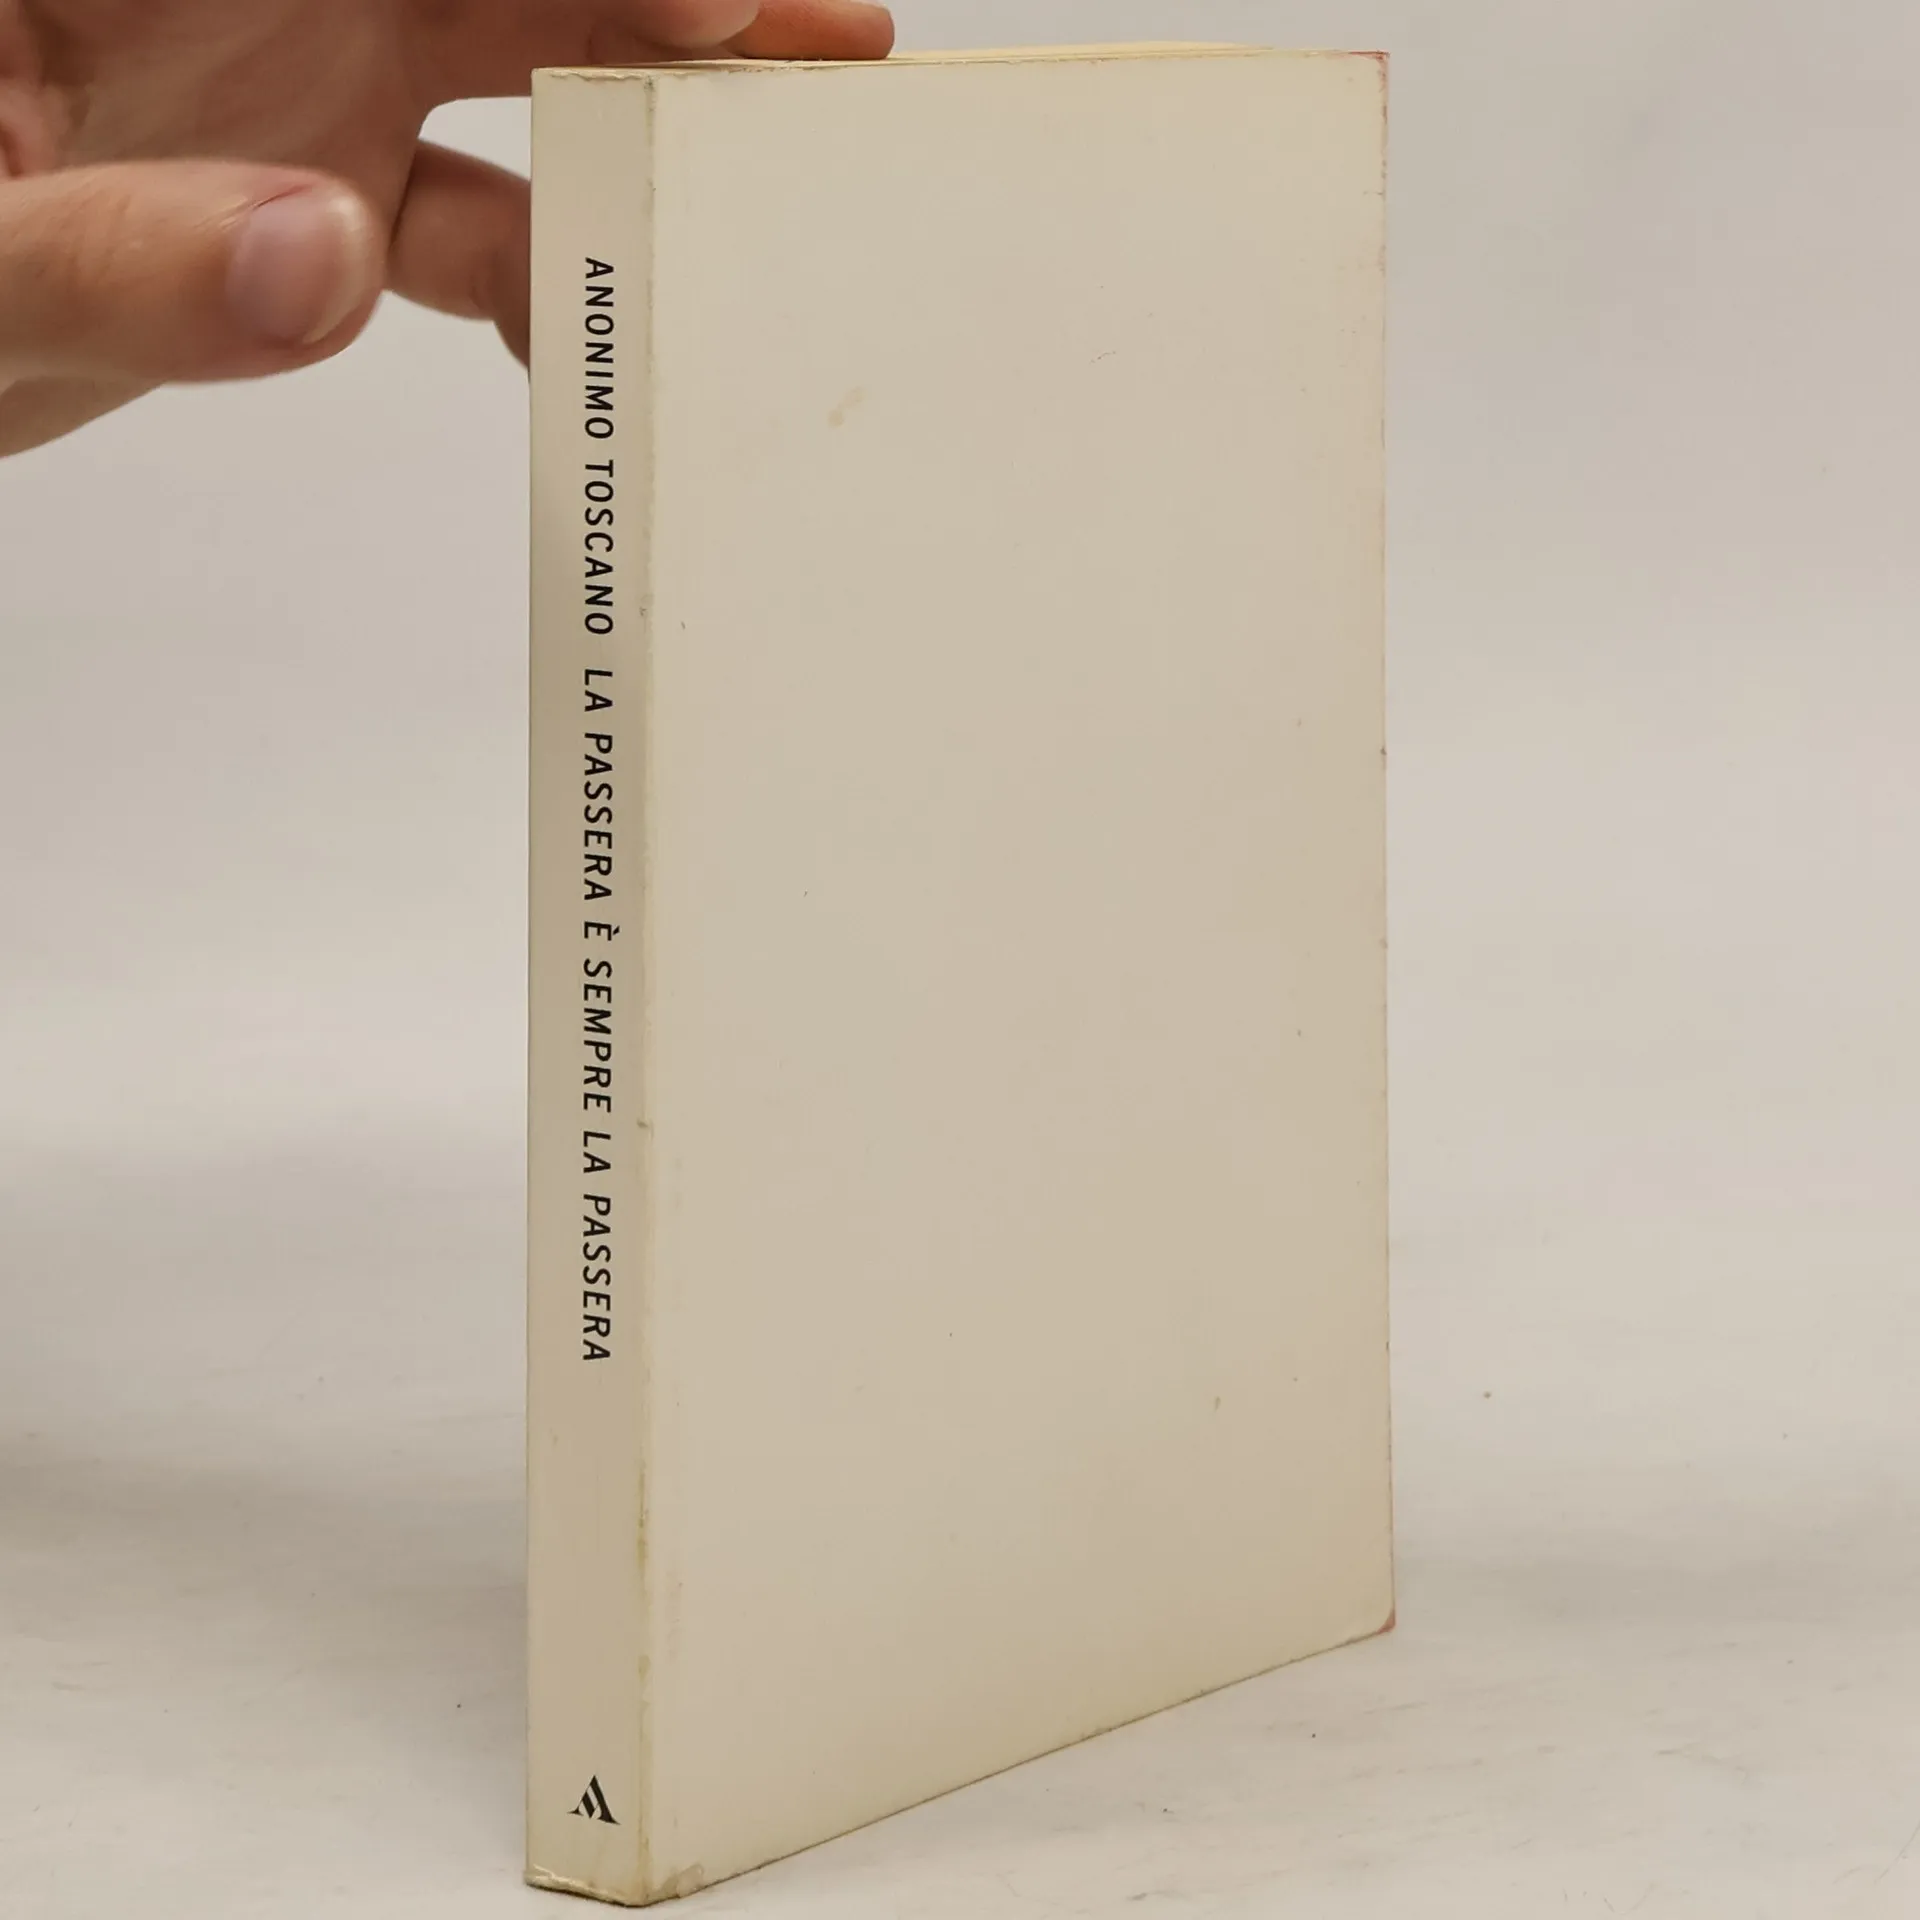 ANONIMO TOSCANO LA PASSERA È SEMPRE LA PASSERA